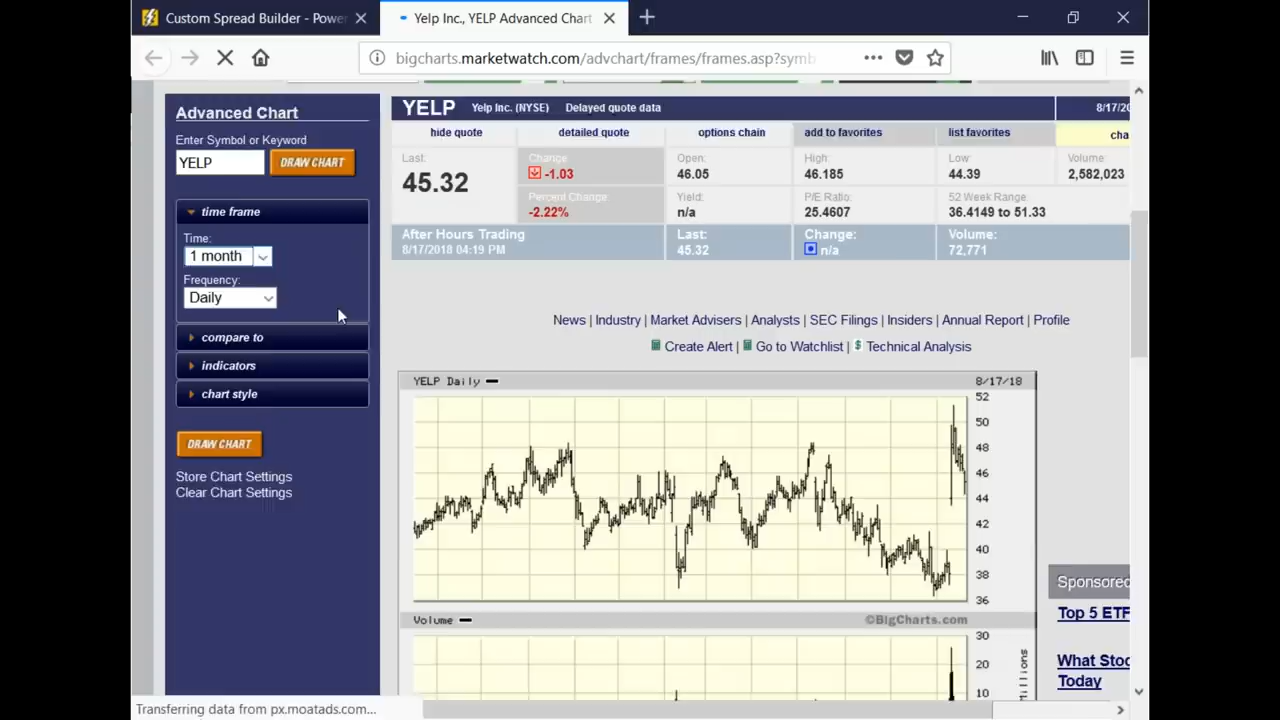 Custom Spread Builder - Power
Yelp Inc., YELP Advanced Chart
bigcharts.marketwatch.com/advchart/frames/frames.asp?symb
Advanced Chart
Enter Symbol or Keyword
YELP
DRAW CHART
time frame
Time:
1 month
Frequency:
Daily
compare to
indicators
chart style
DRAW CHART
Store Chart Settings
Clear Chart Settings
YELP Yelp Inc. (NYSE) Delayed quote data 8/17/20
hide quote detailed quote options chain add to favorites list favorites cha
Last: Change Open: High: Low: Volume:
45.32 -1.03 46.05 46.185 44.39 2,582,023
Percent Change: Yield: P/E Ratio: 52 Week Range:
-2.22% n/a 25.4607 36.4149 to 51.33
After Hours Trading Last: Change: Volume:
8/17/2018 04:19 PM 45.32 n/a 72,771
News | Industry | Market Advisers | Analysts | SEC Filings | Insiders | Annual Report | Profile
Create Alert | Go to Watchlist | $ Technical Analysis
YELP Daily 8/17/18
52
50
48
46
44
42
40
38
36
Volume ©BigCharts.com
30
20
10
Millions
Sponsored
Top 5 ETF
What Stoc
Today
Transferring data from px.moatads.com...